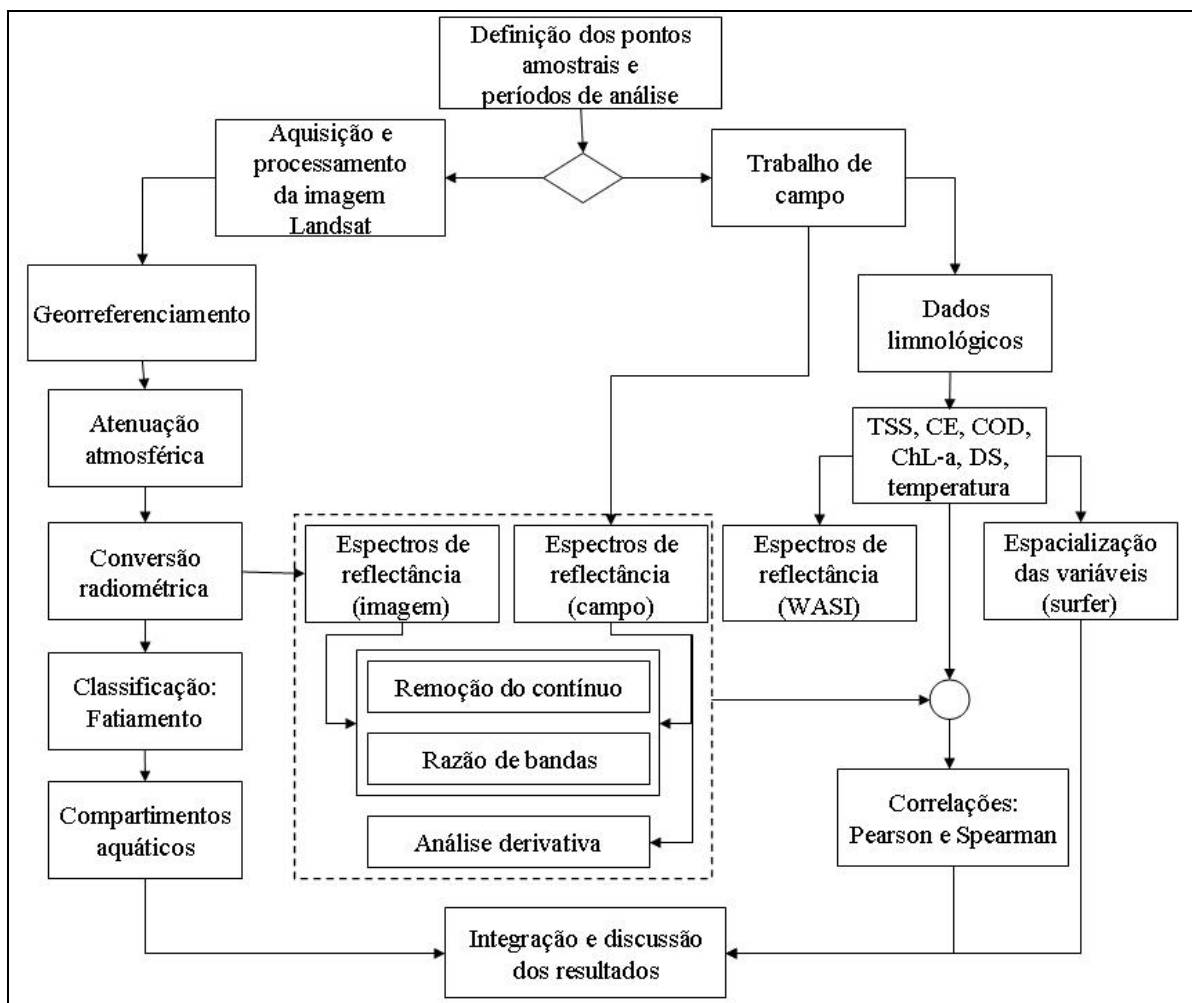 Definição dos pontos
amostrais e
períodos de análise
Aquisição e
processamento
da imagem
Landsat
Trabalho de
campo
Georreferenciamento
Dados
limnológicos
Atenuação
atmosférica
TSS, CE, COD,
ChL-a, DS,
temperatura
Conversão
radiométrica
Espectros de
reflectância
(imagem)
Espectros de
reflectância
(campo)
Espectros de
reflectância
(WASI)
Espacialização
das variáveis
(surfer)
Remoção do contínuo
Razão de bandas
Análise derivativa
Classificação:
Fatiamento
Compartimentos
aquáticos
Correlações:
Pearson e Spearman
Integração e discussão
dos resultados